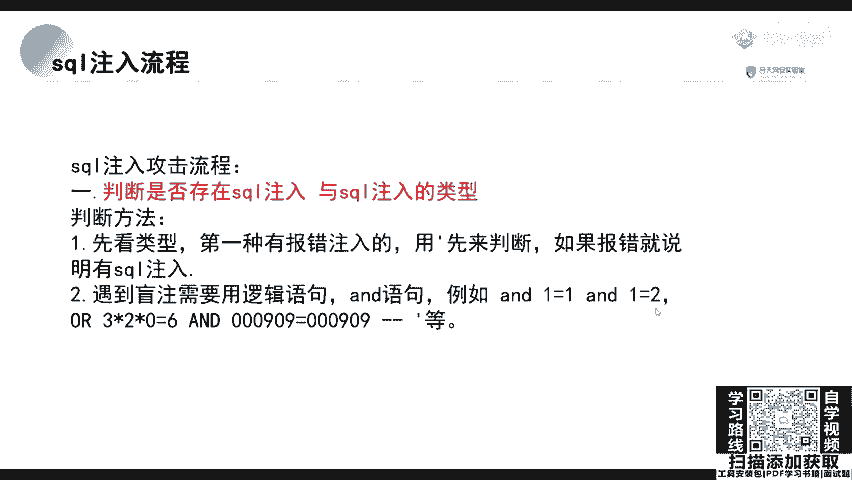 sql注入流程
sql注入攻击流程:
一.判断是否存在sql注入 与sql注入的类型
判断方法:
1.先看类型，第一种有报错注入的，用'先来判断，如果报错就说
明有sql注入.
2.遇到盲注需要用逻辑语句，and语句，例如 and 1=1 and 1=2,
OR 3*2*0=6 AND 000909=000909 -- '等。
学习路线
自学视频
扫描添加获取
工具安装包|PDF学习书籍|面试题